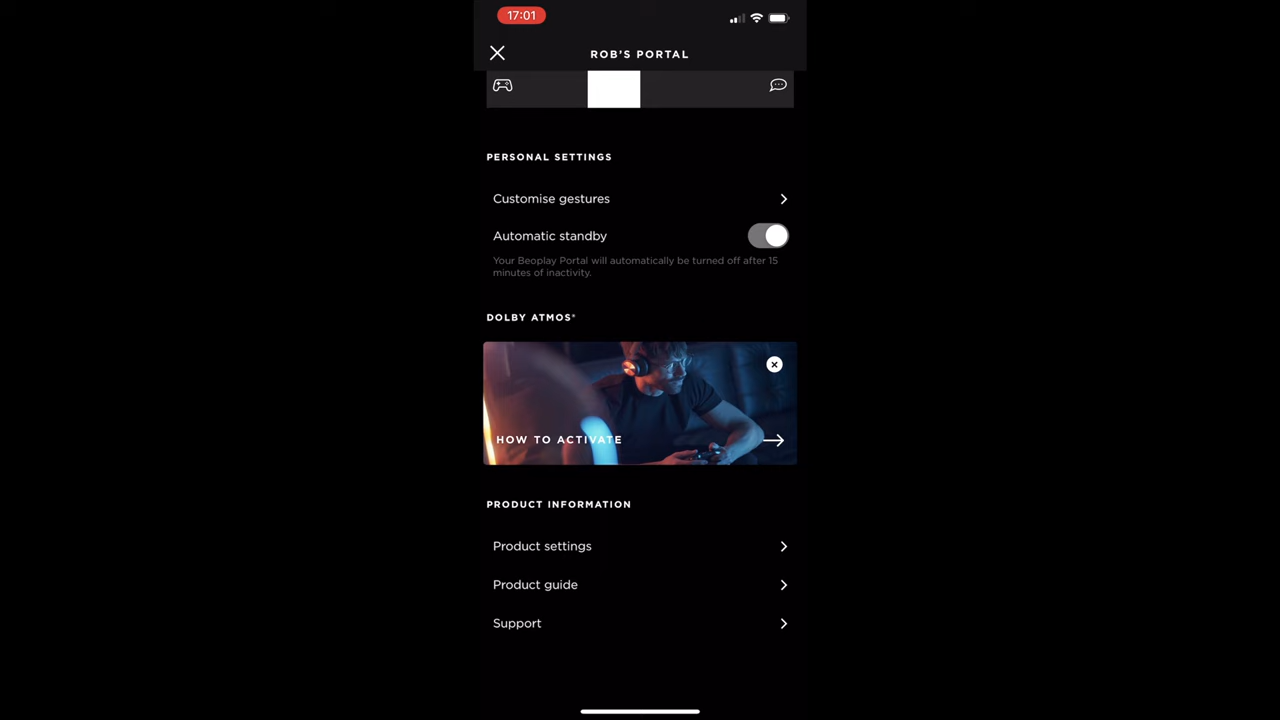 17:01
ROB'S PORTAL
PERSONAL SETTINGS
Customise gestures
Automatic standby
Your Beoplay Portal will automatically be turned off after 15
minutes of inactivity.
DOLBY ATMOS*
HOW TO ACTIVATE
PRODUCT INFORMATION
Product settings
Product guide
Support